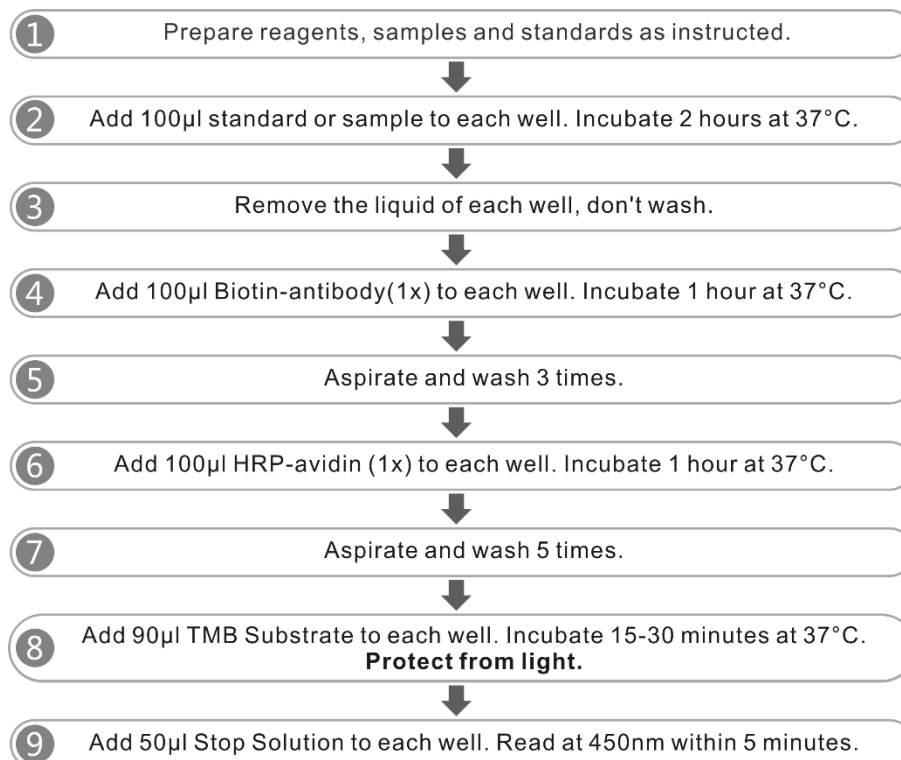 1 Prepare reagents, samples and standards as instructed.
2 Add 100µl standard or sample to each well. Incubate 2 hours at 37°C.
3 Remove the liquid of each well, don't wash.
4 Add 100µl Biotin-antibody(1x) to each well. Incubate 1 hour at 37°C.
5 Aspirate and wash 3 times.
6 Add 100µl HRP-avidin (1x) to each well. Incubate 1 hour at 37°C.
7 Aspirate and wash 5 times.
8 Add 90µl TMB Substrate to each well. Incubate 15-30 minutes at 37°C.
Protect from light.
9 Add 50µl Stop Solution to each well. Read at 450nm within 5 minutes.